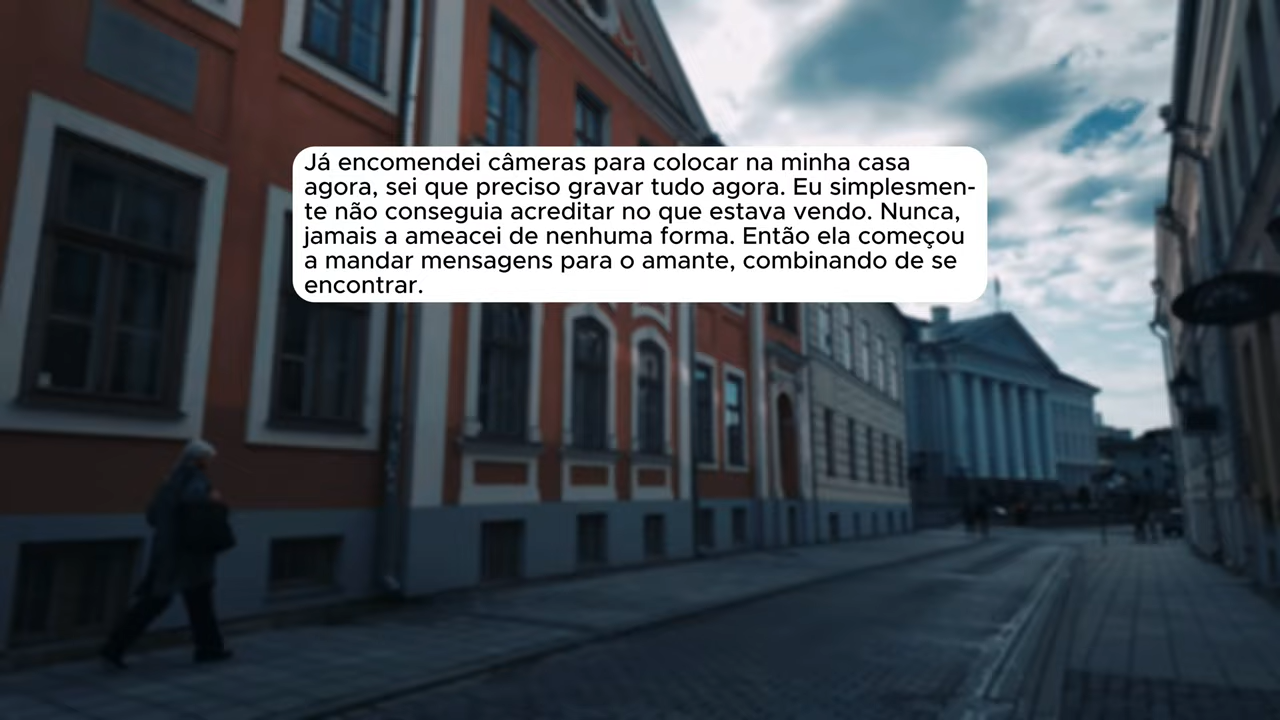 Já encomendei câmeras para colocar na minha casa
agora, sei que preciso gravar tudo agora. Eu simplesmen-
te não conseguia acreditar no que estava vendo. Nunca,
jamais a ameacei de nenhuma forma. Então ela começou
a mandar mensagens para o amante, combinando de se
encontrar.